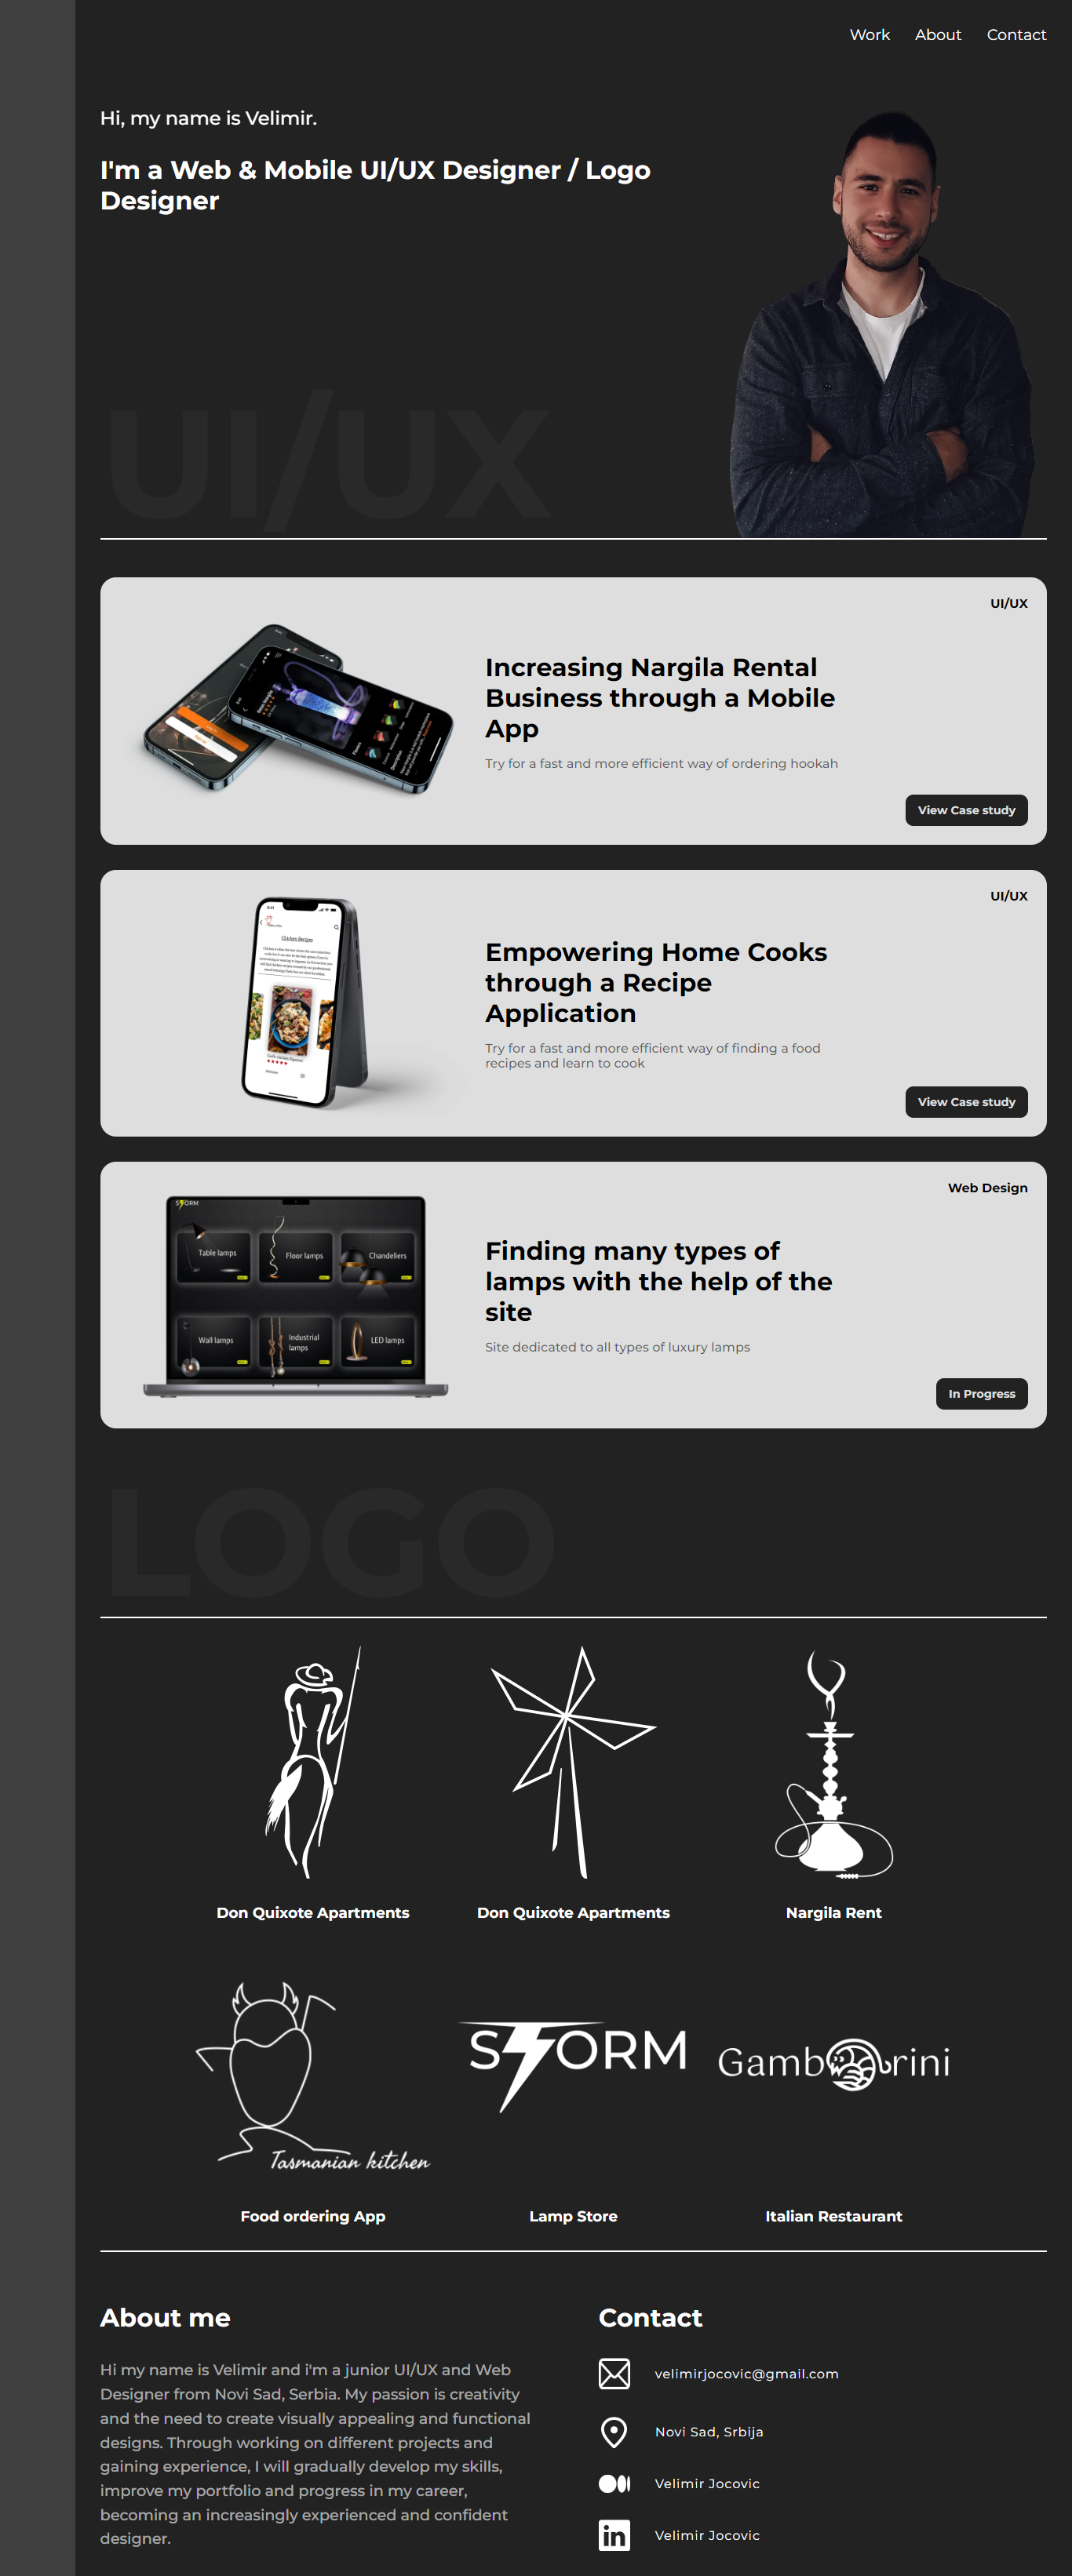 Work About Contact
Hi, my name is Velimir.
I'm a Web & Mobile UI/UX Designer / Logo
Designer
UI/UX
UI/UX
Increasing Nargila Rental
Business through a Mobile
App
Try for a fast and more efficient way of ordering hookah
View Case study
UI/UX
Chicken Recipes
Empowering Home Cooks
through a Recipe
Application
Try for a fast and more efficient way of finding a food
recipes and learn to cook
View Case study
Web Design
STORM
Table lamps
Floor lamps
Chandeliers
Wall lamps
Industrial
lamps
LED lamps
Finding many types of
lamps with the help of the
site
Site dedicated to all types of luxury lamps
In Progress
LOGO
Don Quixote Apartments
Don Quixote Apartments
Nargila Rent
Tasmanian kitchen
STORM
Gamborini
Food ordering App
Lamp Store
Italian Restaurant
About me
Hi my name is Velimir and i'm a junior UI/UX and Web
Designer from Novi Sad, Serbia. My passion is creativity
and the need to create visually appealing and functional
designs. Through working on different projects and
gaining experience, I will gradually develop my skills,
improve my portfolio and progress in my career,
becoming an increasingly experienced and confident
designer.
Contact
velimirjocovic@gmail.com
Novi Sad, Srbija
Velimir Jocovic
in
Velimir Jocovic